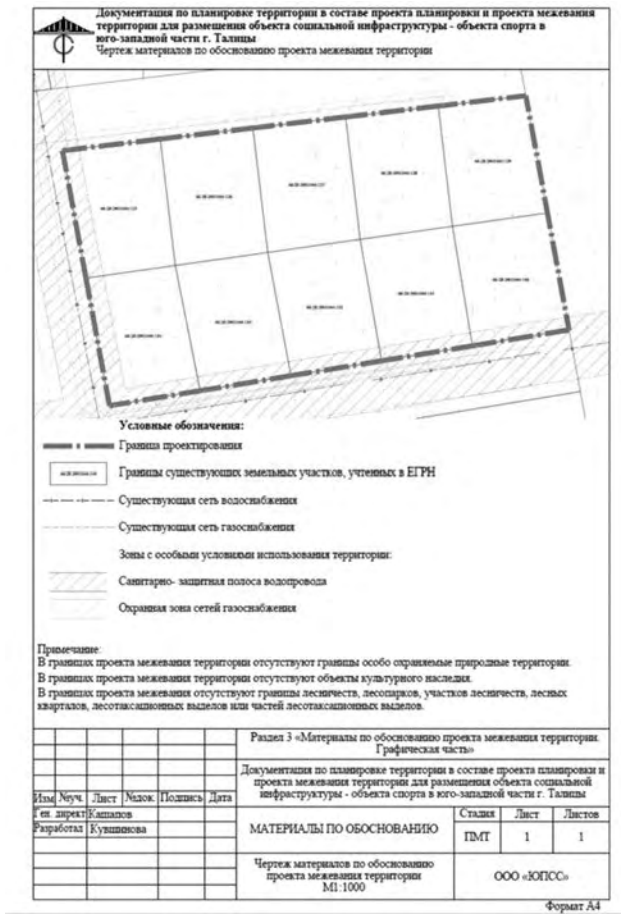 Документация по планировке территории в составе проекта планировки и проекта межевания
территории для размещения объекта социальной инфраструктуры - объекта спорта в
юго-западной части г. Талицы
Чертеж материалов по обоснованию проекта межевания территории
Условные обозначения:
Граница проектирования
Границы существующих земельных участков, учтенных в ЕГРН
Существующая сеть водоснабжения
Существующая сеть газоснабжения
Зоны с особыми условиями использования территории:
Санитарно- защитная полоса водопровода
Охранная зона сетей газоснабжения
Примечание:
В границах проекта межевания территории отсутствуют границы особо охраняемые природные территории.
В границах проекта межевания территории отсутствуют объекты культурного наследия.
В границах проекта межевания отсутствуют границы лесничеств, лесопарков, участков лесничеств, лесных
кварталов, лесотаксационных выделов или частей лесотаксационных выделов.
Раздел 3 «Материалы по обоснованию проекта межевания территории.
Графическая часть»
Документация по планировке территории в составе проекта планировки и
проекта межевания территории для размещения объекта социальной
инфраструктуры - объекта спорта в юго-западной части г. Талицы
Изм №уч. Лист №док Подпись Дата
Ген. директ Кашапов
Разработал Кувшинова
МАТЕРИАЛЫ ПО ОБОСНОВАНИЮ
Стадия Лист Листов
ПМТ 1 1
Чертеж материалов по обоснованию
проекта межевания территории
М1:1000
ООО «ЮПСС»
Формат А4